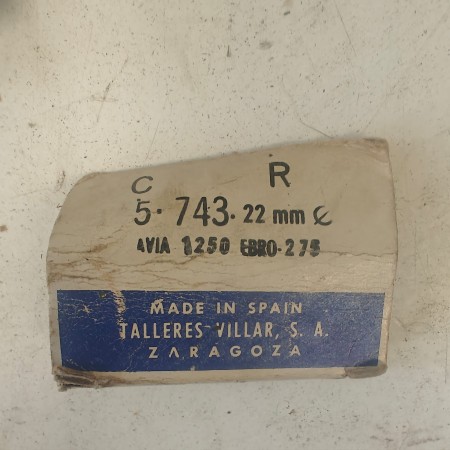 C R
5. 743. 22 mm
AVIA 1250 EBRO-275
MADE IN SPAIN
TALLERES VILLAR, S. A.
ZARAGOZA